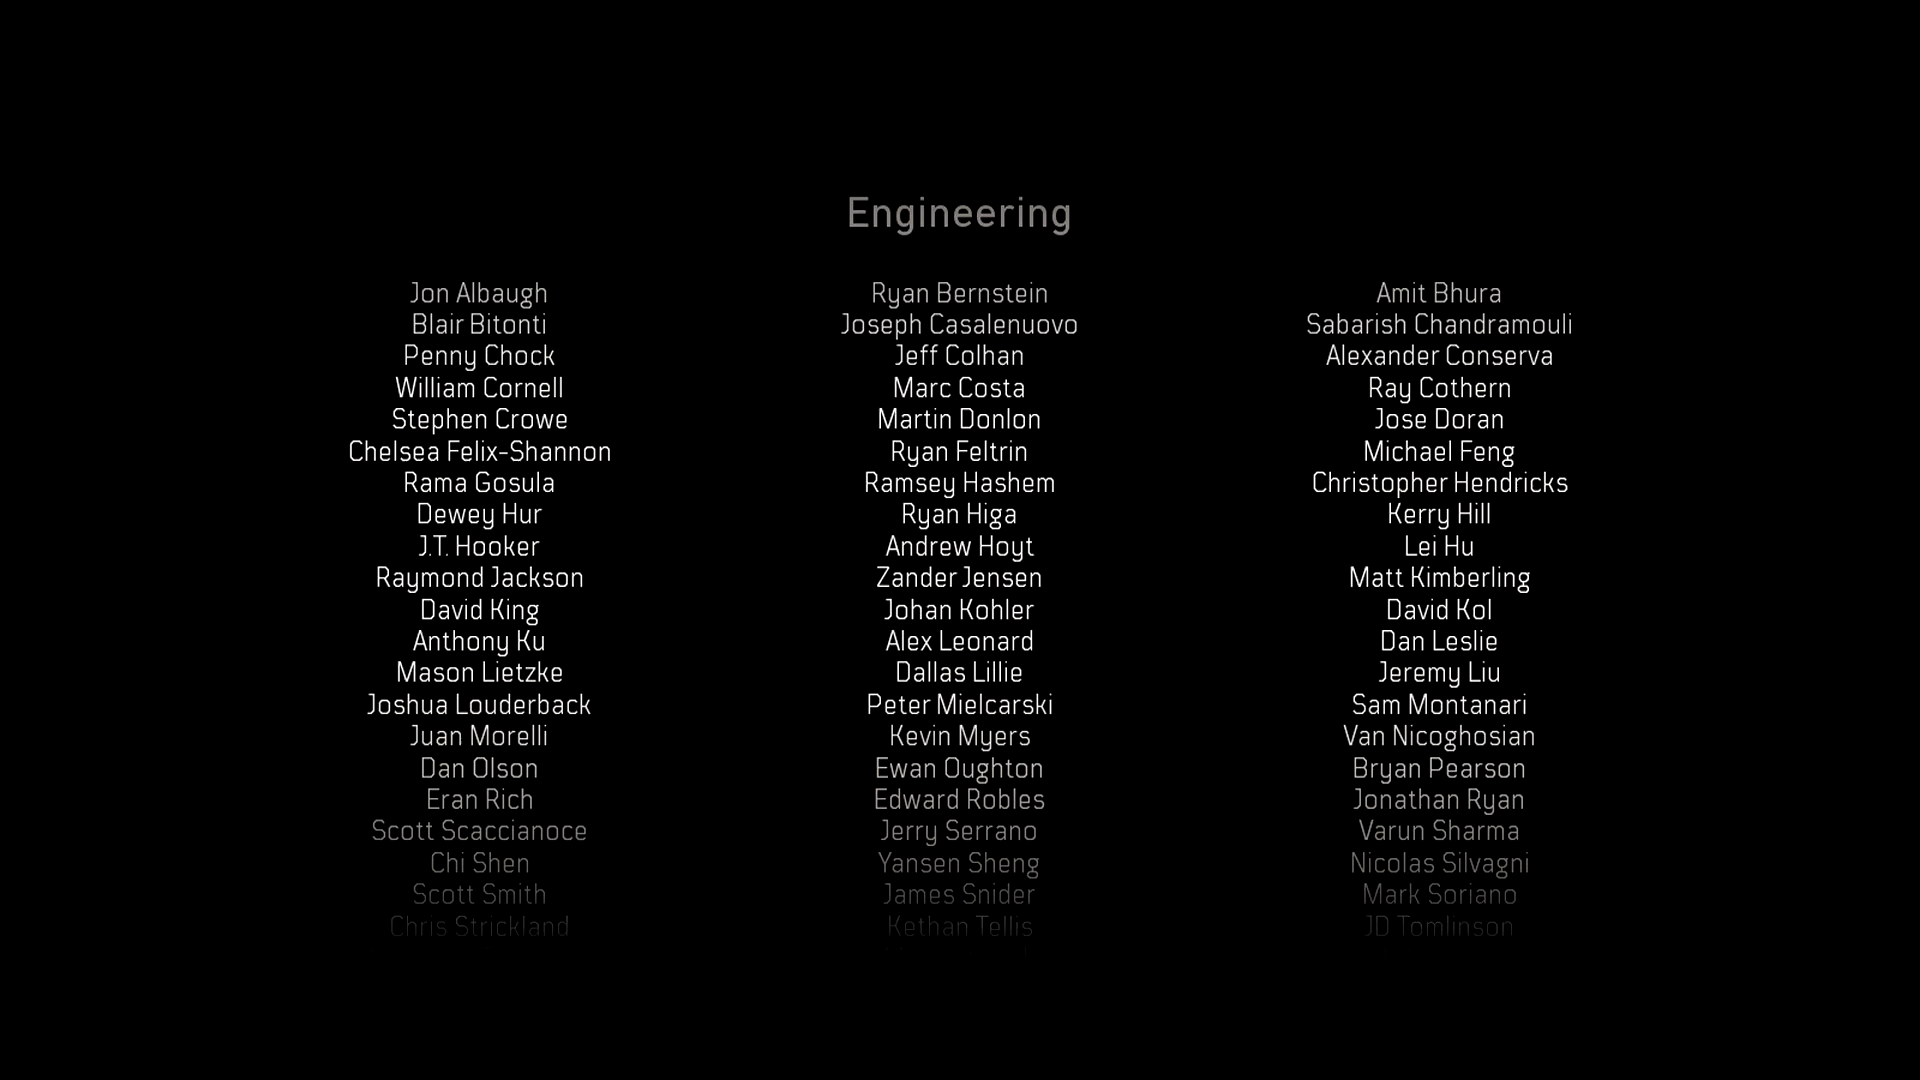 Engineering
Jon Albaugh Ryan Bernstein Amit Bhura
Blair Bitonti Joseph Casalenuovo Sabarish Chandramouli
Penny Chock Jeff Colhan Alexander Conserva
William Cornell Marc Costa Ray Cothern
Stephen Crowe Martin Donlon Jose Doran
Chelsea Felix-Shannon Ryan Feltrin Michael Feng
Rama Gosula Ramsey Hashem Christopher Hendricks
Dewey Hur Ryan Higa Kerry Hill
J.T. Hooker Andrew Hoyt Lei Hu
Raymond Jackson Zander Jensen Matt Kimberling
David King Johan Kohler David Kol
Anthony Ku Alex Leonard Dan Leslie
Mason Lietzke Dallas Lillie Jeremy Liu
Joshua Louderback Peter Mielcarski Sam Montanari
Juan Morelli Kevin Myers Van Nicoghosian
Dan Olson Ewan Oughton Bryan Pearson
Eran Rich Edward Robles Jonathan Ryan
Scott Scaccianoce Jerry Serrano Varun Sharma
Chi Shen Yansen Sheng Nicolas Silvagni
Scott Smith James Snider Mark Soriano
Chris Strickland Kethan Tellis JD Tomlinson